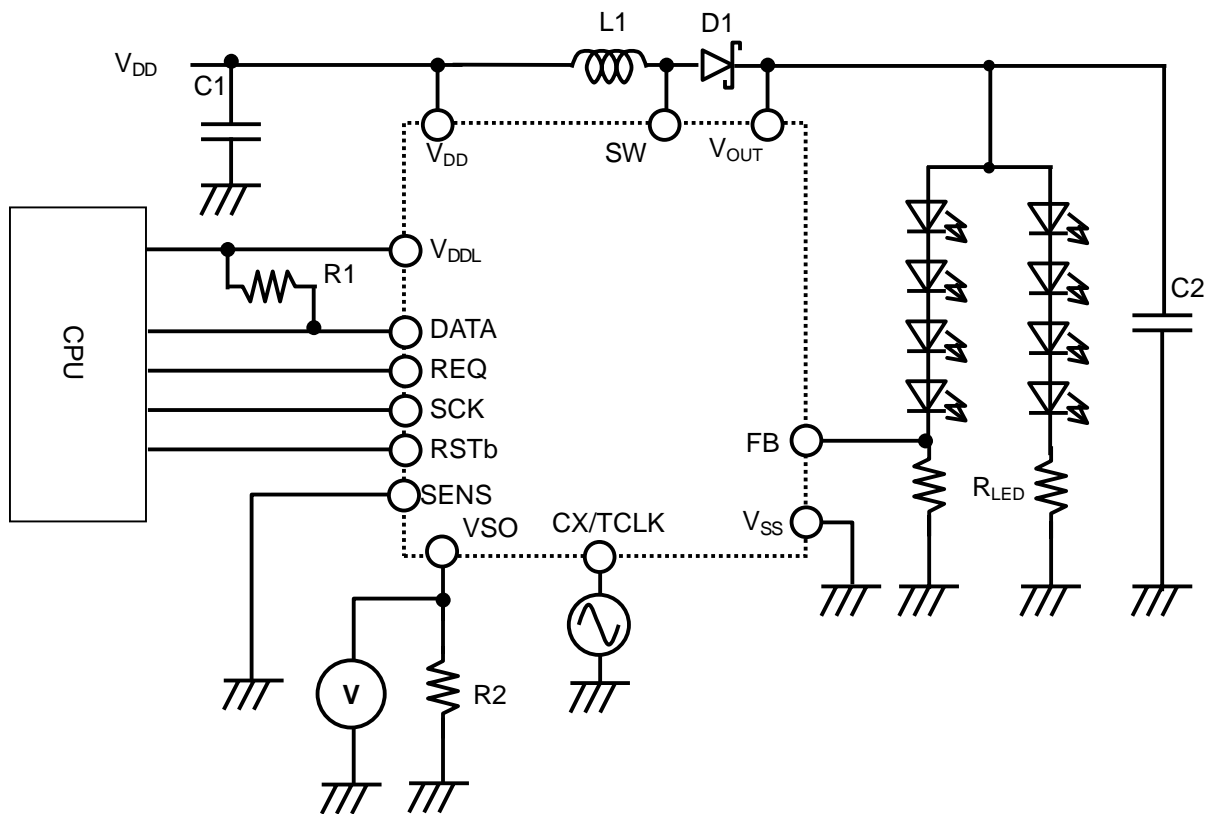 L1
D1
VDD
C1
VDD
SW
VOUT
VDDL
R1
CPU
DATA
REQ
SCK
RSTb
SENS
VSO
CX/TCLK
FB
VSS
RLED
C2
V
R2